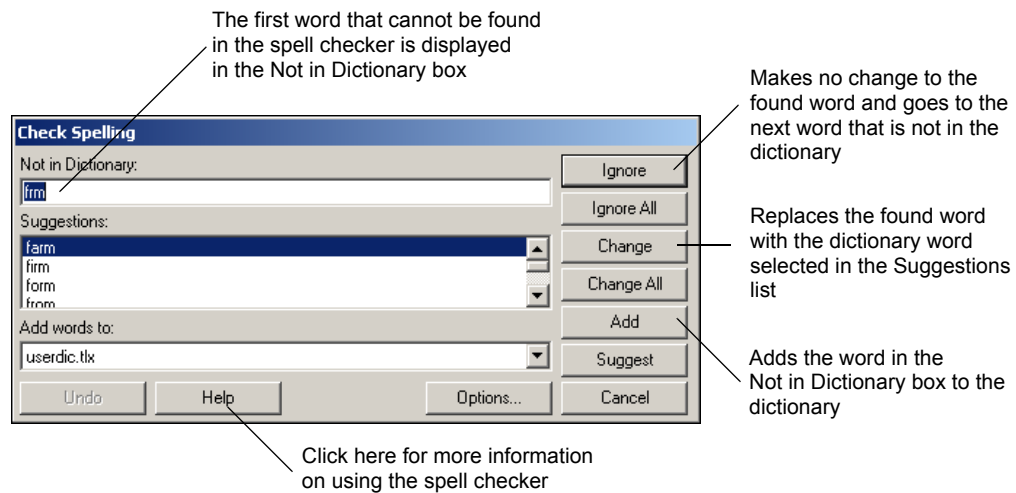 The first word that cannot be found
in the spell checker is displayed
in the Not in Dictionary box
Makes no change to the
found word and goes to the
next word that is not in the
dictionary
Check Spelling
Not in Dictionary:
frm
Ignore
Ignore All
Suggestions:
farm
firm
form
from
Change
Change All
Replaces the found word
with the dictionary word
selected in the Suggestions
list
Add words to:
userdic.tlx
Add
Suggest
Adds the word in the
Not in Dictionary box to the
dictionary
Undo
Help
Options...
Cancel
Click here for more information
on using the spell checker